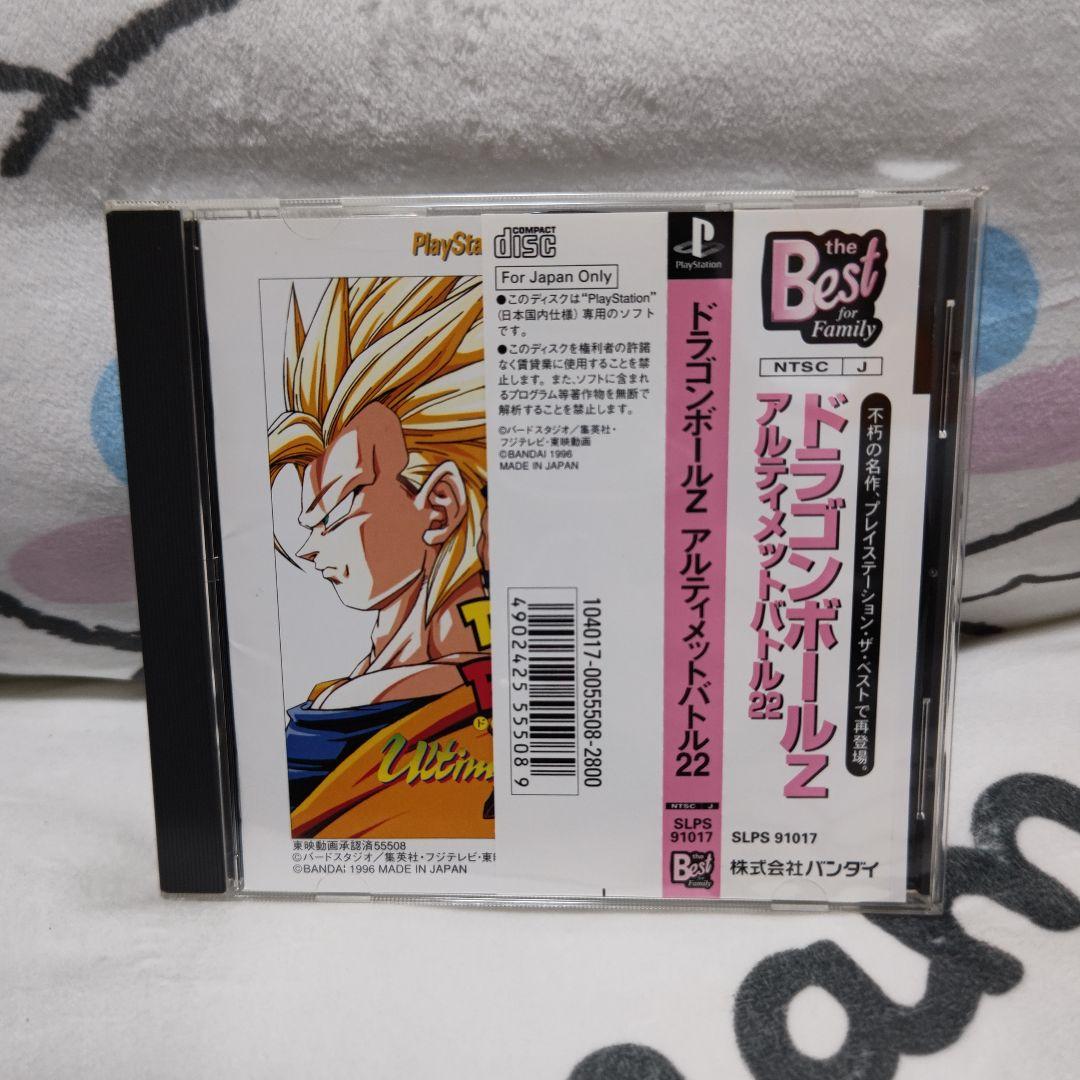 PlaySta
Ultim
東映動画承認済55508
©バードスタジオ／集英社・フジテレビ・東
©BANDAI 1996 MADE IN JAPAN
COMPACT
disc
For Japan Only
●このディスクは“PlayStation”
(日本国内仕様) 専用のソフト
です。
●このディスクを権利者の許諾
なく賃貸業に使用することを禁
止します。また、ソフトに含まれ
るプログラム等著作物を無断で
解析することを禁止します。
©バードスタジオ／集英社・
フジテレビ・東映動画
©BANDAI 1996
MADE IN JAPAN
104017-0055508-2800
4902425 555089
PlayStation
ドラゴンボールZ アルティメットバトル22
NTSC J
SLPS
91017
the
Best
for
Family
the
Best
for
Family
NTSC J
不朽の名作、プレイステーション・ザ・ベストで再登場。
ドラゴンボールZ
アルティメットバトル22
SLPS 91017
株式会社バンダイ